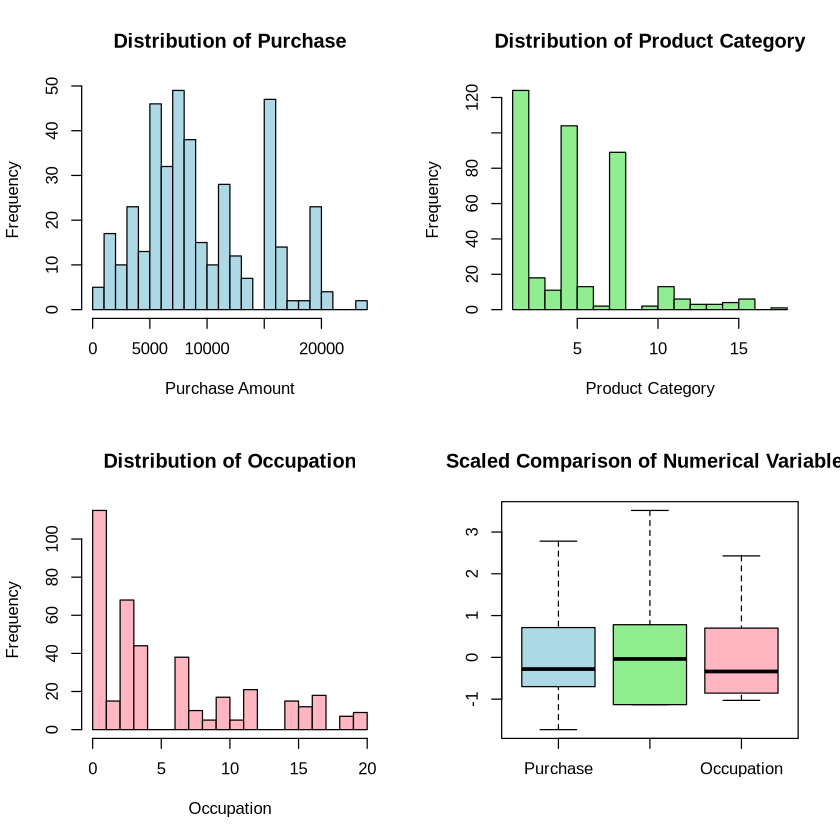 Distribution of Purchase
Frequency
0 10 20 30 40 50
0 5000 10000 20000
Purchase Amount
Distribution of Product Category
Frequency
0 20 40 60 80 120
5 10 15
Product Category
Distribution of Occupation
Frequency
0 20 40 60 80 100
0 5 10 15 20
Occupation
Scaled Comparison of Numerical Variable
-1 0 1 2 3
Purchase Occupation